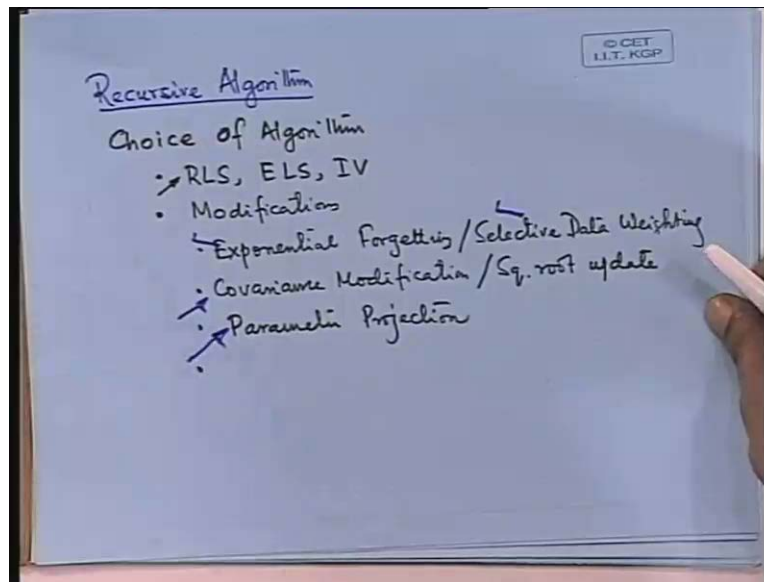 © CET
I.I.T. KGP
Recursive Algorithm
Choice of Algorithm
• RLS, ELS, IV
• Modifications
• Exponential Forgetting / Selective Data Weighting
• Covariance Modification / Sq. root update
• Parameter Projection
•